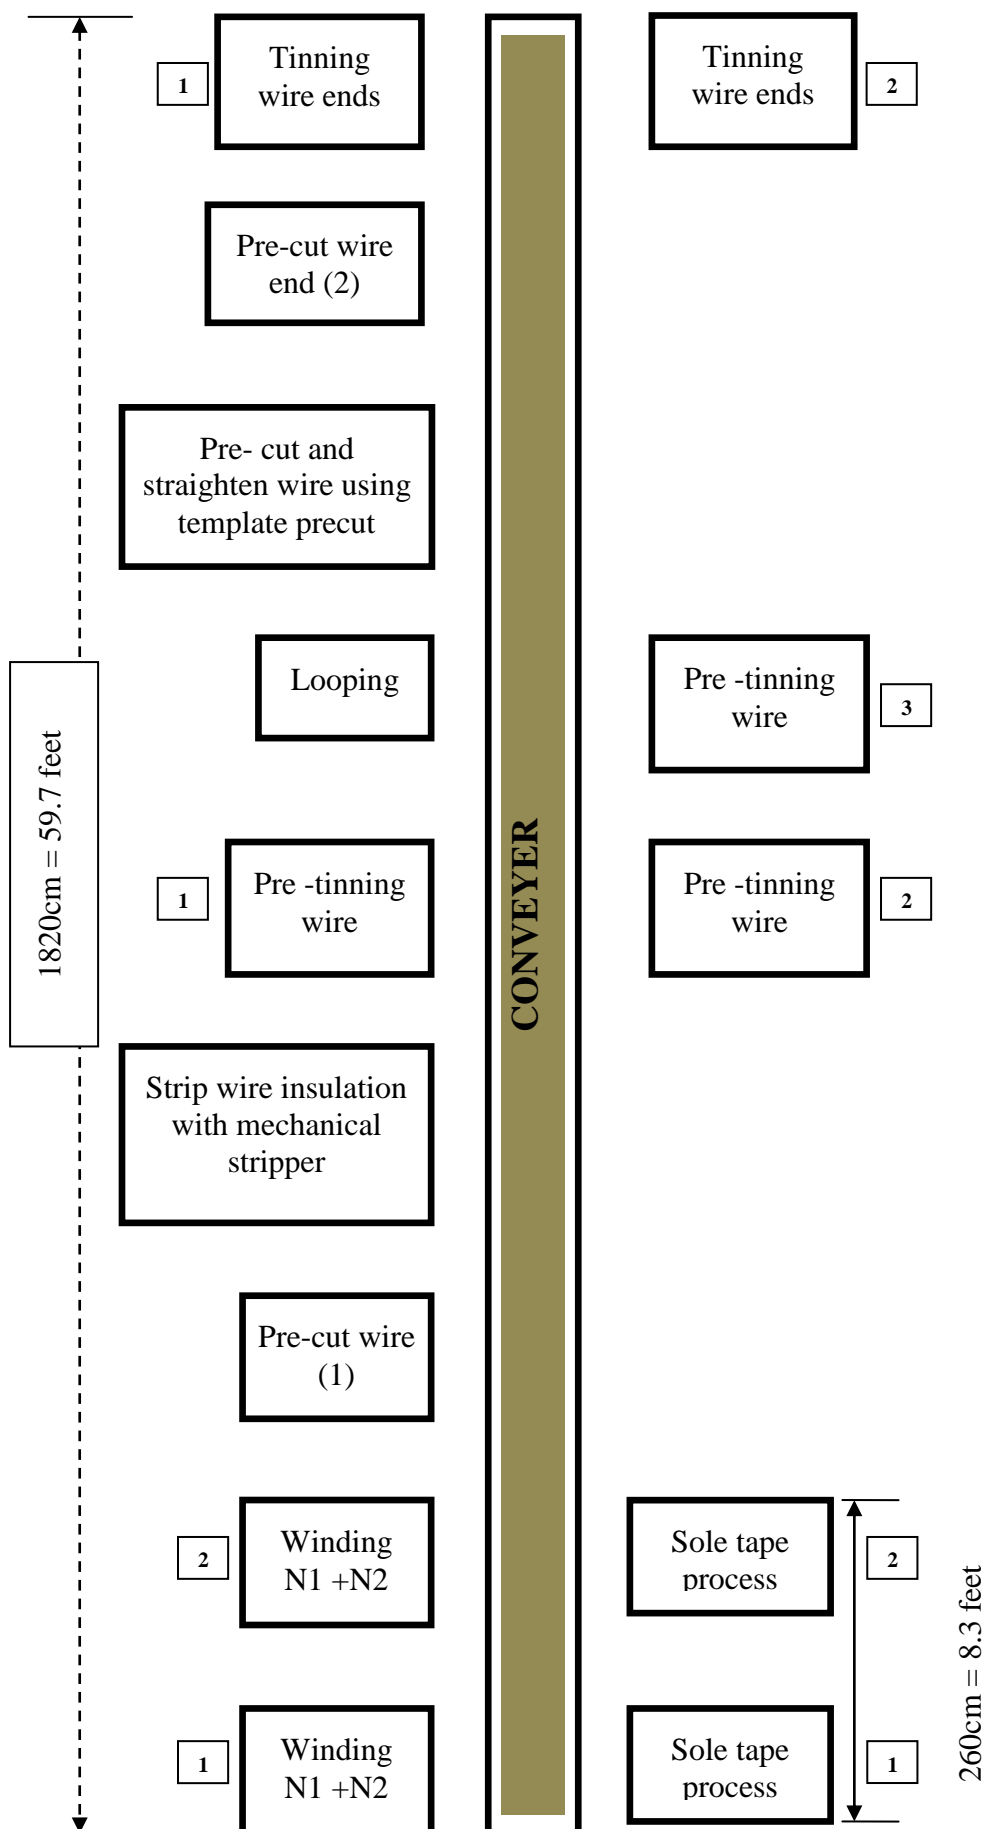 Tinning
wire ends
1
Tinning
wire ends
2
Pre-cut wire
end (2)
Pre- cut and
straighten wire using
template precut
Looping
Pre -tinning
wire
3
1820cm = 59.7 feet
CONVEYER
1
Pre -tinning
wire
Pre -tinning
wire
2
Strip wire insulation
with mechanical
stripper
Pre-cut wire
(1)
2
Winding
N1 +N2
Sole tape
process
2
260cm = 8.3 feet
1
Winding
N1 +N2
Sole tape
process
1